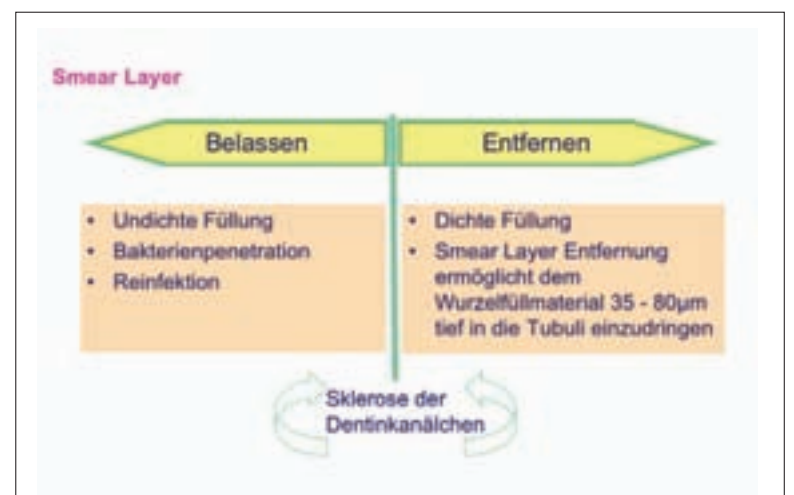 Smear Layer
Belassen
Entfernen
• Undichte Füllung
• Bakterienpenetration
• Reinfektion
• Dichte Füllung
• Smear Layer Entfernung
ermöglicht dem
Wurzelfüllmaterial 35 - 80µm
tief in die Tubuli einzudringen
Sklerose der
Dentinkanälchen